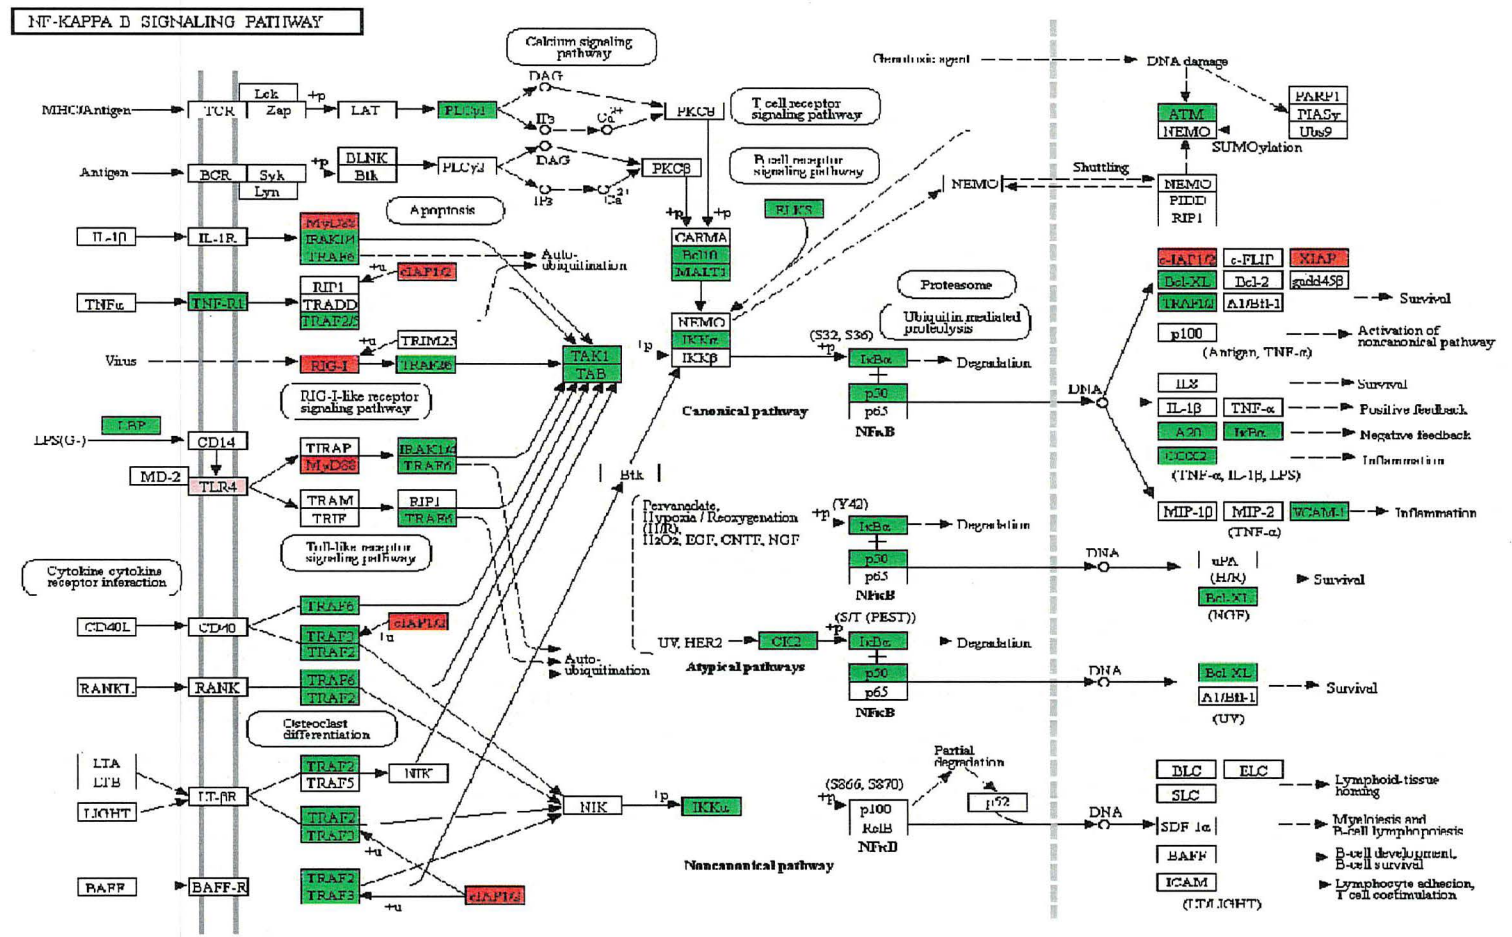 NF-KAPPA B SIGNALING PATHWAY
Calcium signaling
pathway
Genotoxic agent
DNA damage
MHC/Antigen
TCR
Lck
Zap
+p
LAT
PLCγ1
DAG
IP3
Ca2+
PKCθ
T cell receptor
signaling pathway
ATM
NEMO
PARP1
PIASy
Ubs9
SUMOylation
Antigen
BCR
Syk
Lyn
+p
BLNK
Btk
PLCγ2
DAG
IP3
Ca2+
PKCβ
B cell receptor
signaling pathway
NEMO
Shuttling
NEMO
PIDD
RIP1
Apoptosis
+p
+p
ELKS
IL-1β
IL-1R
MyD88
IRAK1/4
TRAF6
Auto-
ubiquitination
CARMA
Bcl10
MALT1
+u
cIAP1/2
TNFα
TNF-R1
RIP1
TRADD
TRAF2/5
Proteasome
Ubiquitin mediated
proteolysis
c-IAP1/2
c-FLIP
XIAP
Bcl-XL
Bcl-2
gadd45β
TRAF1/2
A1/Bfl-1
Survival
Virus
RIG-I
+u
TRIM25
TRAF2/6
TAK1
TAB
+p
NEMO
IKKα
IKKβ
(S32, S36)
+p
IκBα
Degradation
p100
(Antigen, TNF-α)
Activation of
noncanonical pathway
RIG-I-like receptor
signaling pathway
Canonical pathway
p50
p65
NFκB
DNA
IL8
Survival
IL-1β
TNF-α
Positive feedback
A20
IκBα
Negative feedback
COX2
Inflammation
(TNF-α, IL-1β, LPS)
LBP
LPS(G-)
CD14
MD-2
TLR4
TIRAP
MyD88
IRAK1/4
TRAF6
TRAM
TRIF
RIP1
TRAF6
Btk
Toll-like receptor
signaling pathway
Pervanadate,
Hypoxia / Reoxygenation
(H/R),
H2O2, EGF, CNTF, NGF
(Y42)
+p
IκBα
Degradation
p50
p65
NFκB
MIP-1β
MIP-2
VCAM-1
Inflammation
(TNF-α)
DNA
uPA
(H/R)
Bcl-XL
(NGF)
Survival
Cytokine-cytokine
receptor interaction
CD40L
CD40
TRAF6
TRAF3
TRAF2
cIAP1/2
+u
Auto-
ubiquitination
UV, HER2
CK2
(S/T (PEST))
+p
IκBα
Degradation
Atypical pathways
p50
p65
NFκB
DNA
Bcl-XL
A1/Bfl-1
(UV)
Survival
RANKL
RANK
TRAF6
TRAF2
Osteoclast
differentiation
LTA
LTB
LIGHT
LT-βR
TRAF2
TRAF5
NIK
TRAF2
TRAF3
+u
NIK
+p
IKKα
(S866, S870)
+p
p100
RelB
NFκB
Partial
degradation
p52
DNA
BLC
ELC
SLC
Lymphoid-tissue
homing
SDF-1α
Myeloiesis and
B-cell lymphopoiesis
BAFF
B-cell development,
B-cell survival
ICAM
Lymphocyte adhesion,
T cell costimulation
(LT/LIGHT)
Noncanonical pathway
BAFF
BAFF-R
TRAF2
TRAF3
+u
cIAP1/2